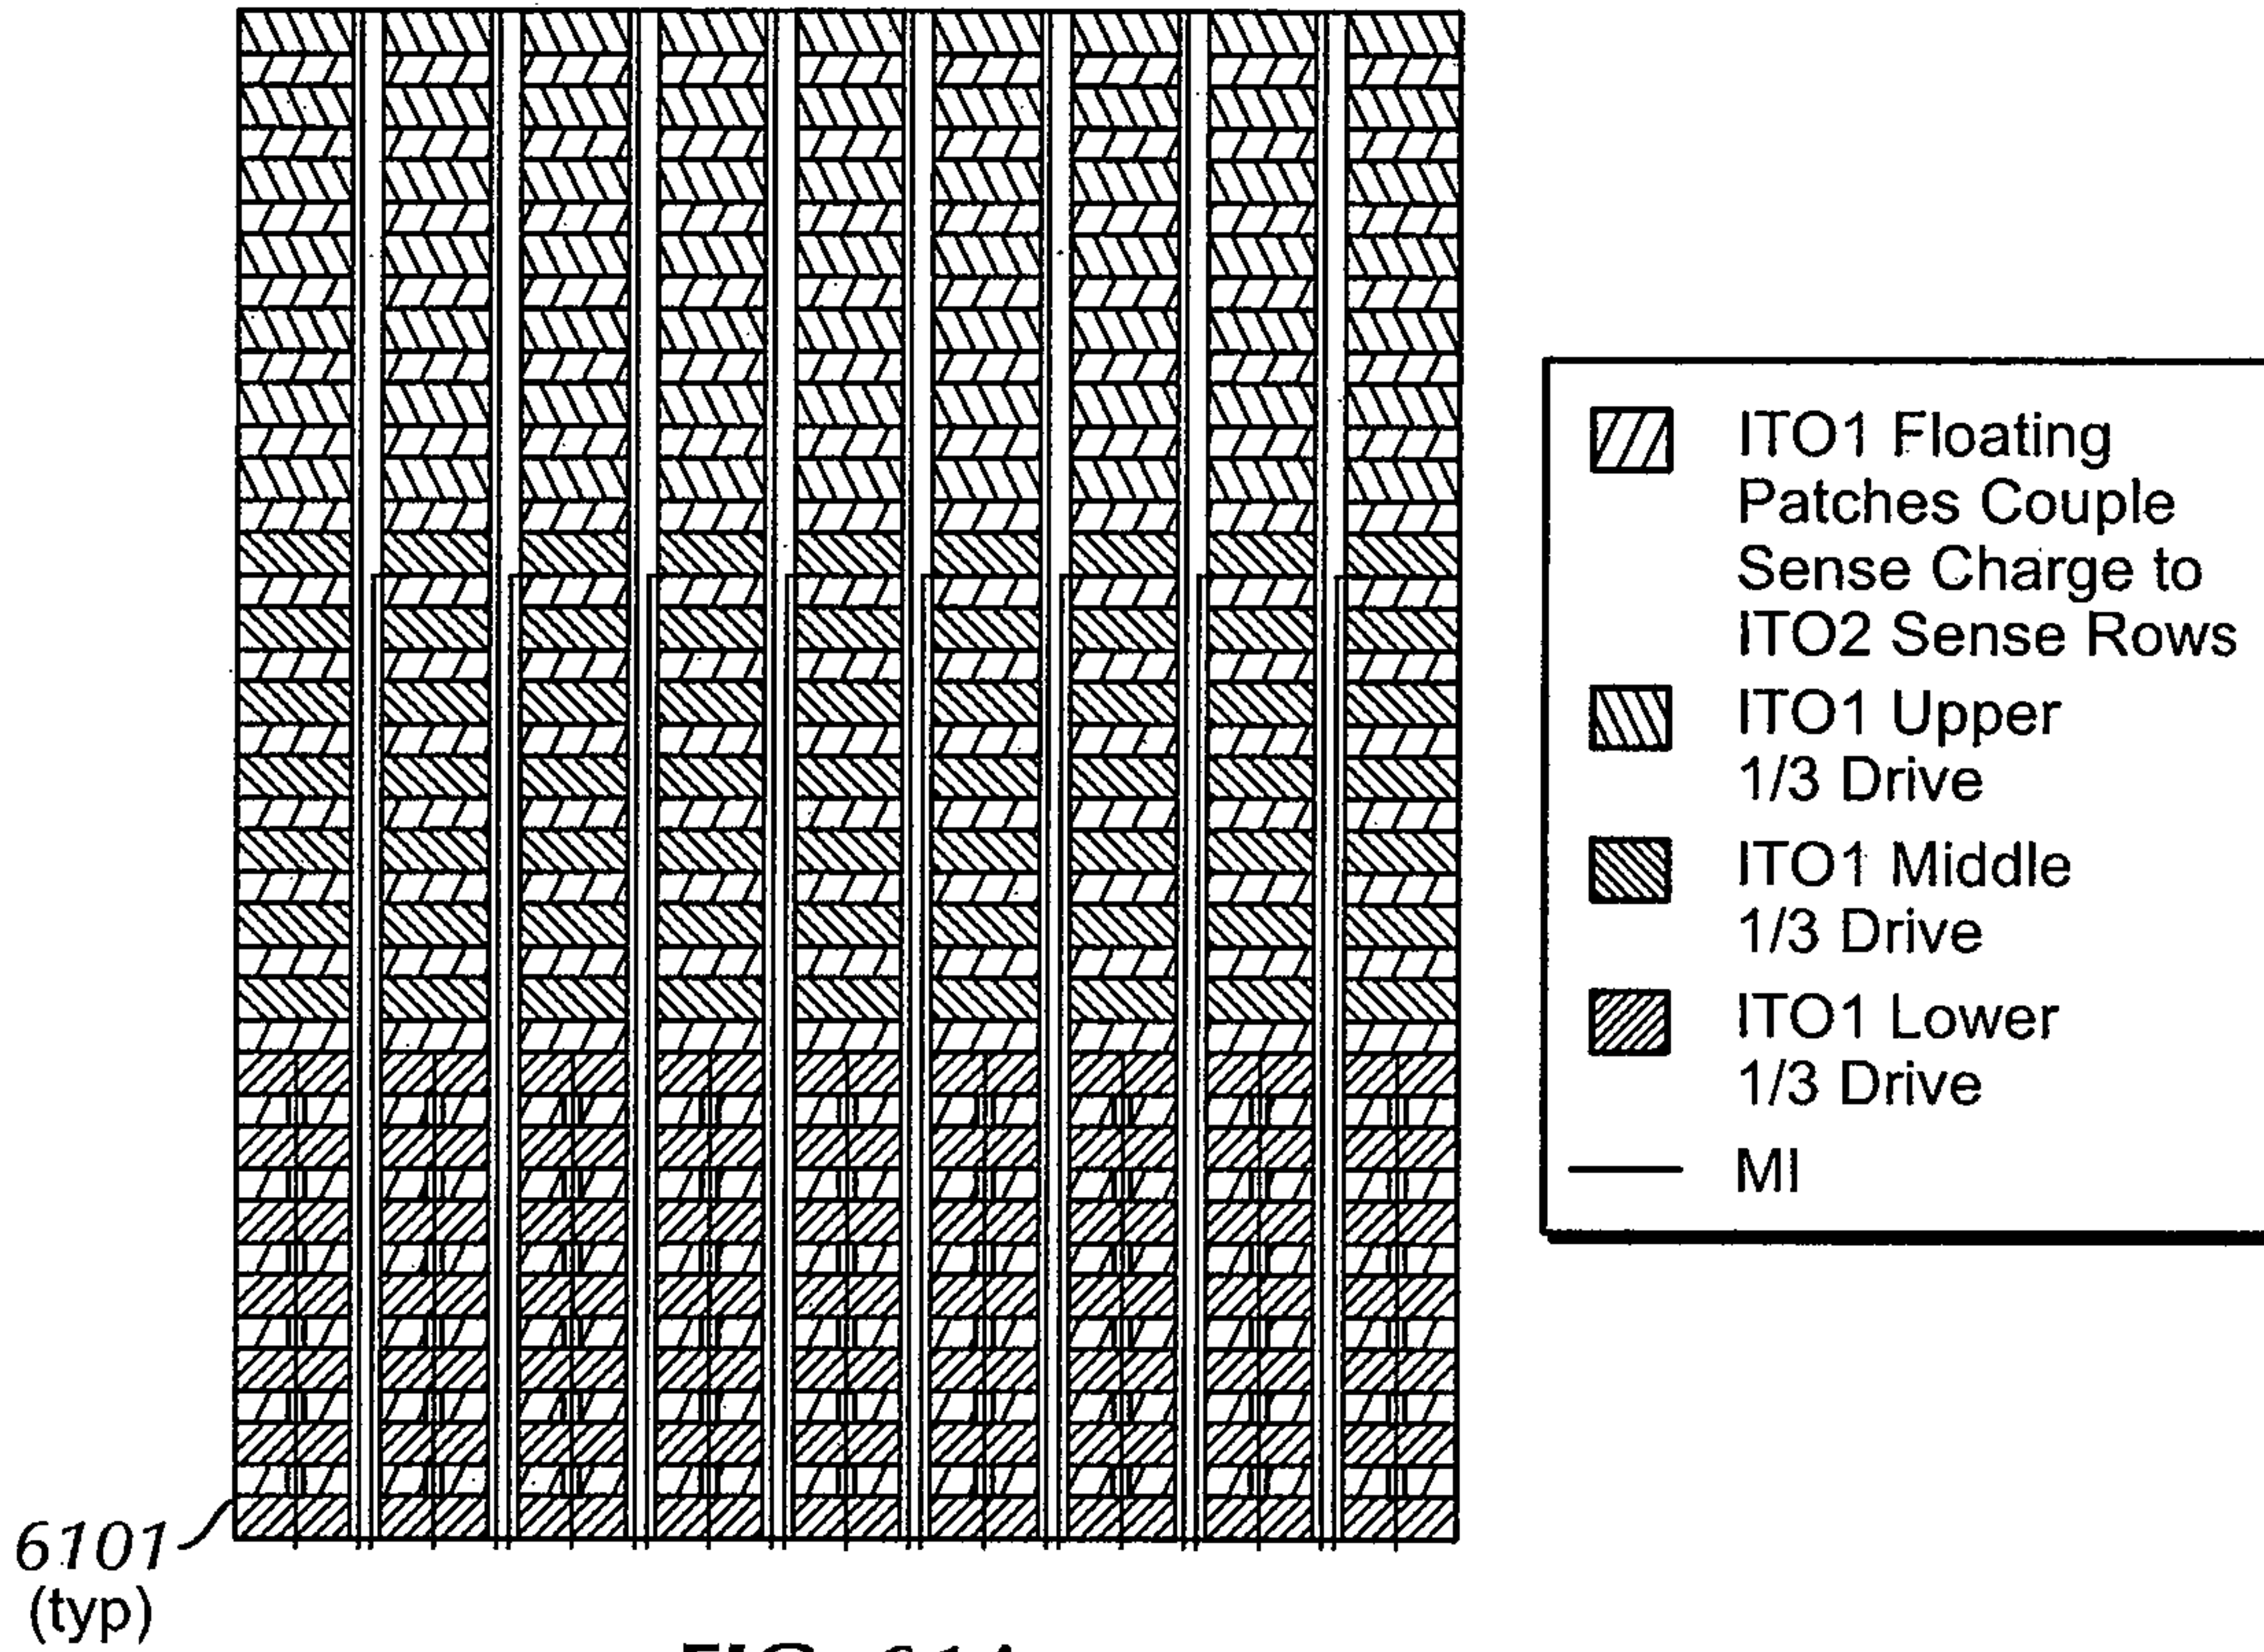 ITO1 Floating
Patches Couple
Sense Charge to
ITO2 Sense Rows
ITO1 Upper
1/3 Drive
ITO1 Middle
1/3 Drive
ITO1 Lower
1/3 Drive
MI
6101
(typ)